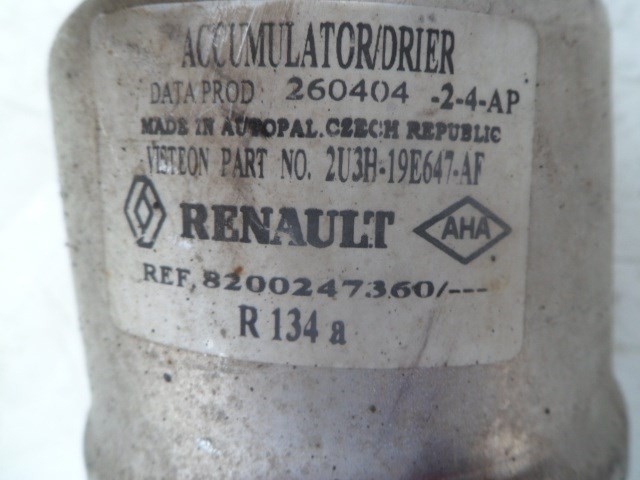 ACCUMULATOR/DRIER
DATA PROD: 260404 -2-4-AP
MADE IN AUTOPAL. CZECH REPUBLIC
VISTEON PART NO. 2U3H-19E647-AF
RENAULT AHA
REF, 8200247360/---
R 134 a